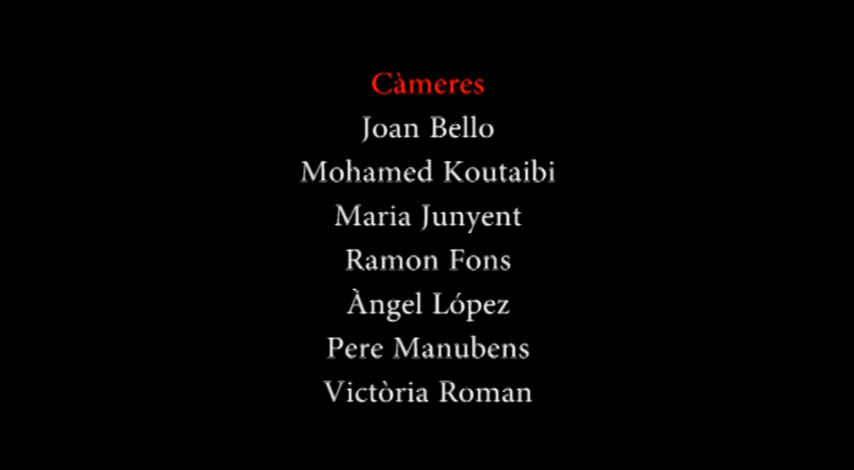 Càmeres
Joan Bello
Mohamed Koutaibi
Maria Junyent
Ramon Fons
Àngel López
Pere Manubens
Victòria Roman